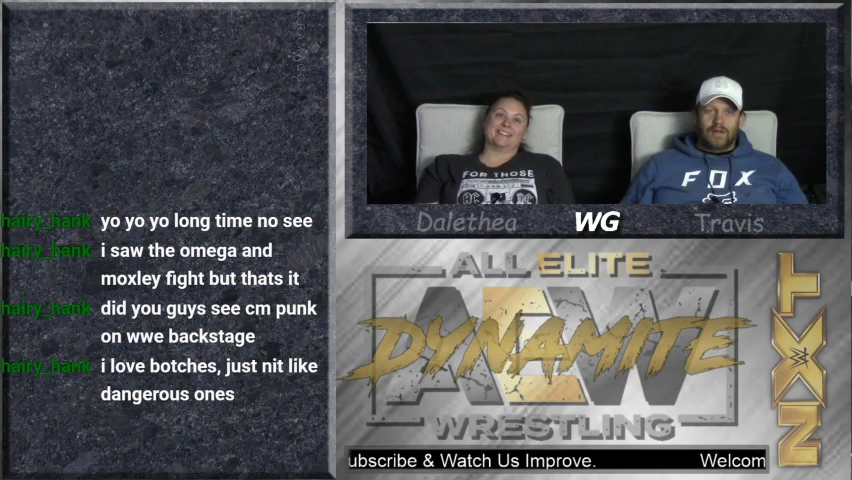 hairy_hank yo yo yo long time no see
hairy_hank i saw the omega and
moxley fight but thats it
hairy_hank did you guys see cm punk
on wwe backstage
hairy_hank i love botches, just nit like
dangerous ones
FOR THOSE
AC DC
FOX
Dalethea WG Travis
ALL ELITE
AEW
DYNAMITE
WRESTLING
NXT
W
ubscribe & Watch Us Improve. Welcom